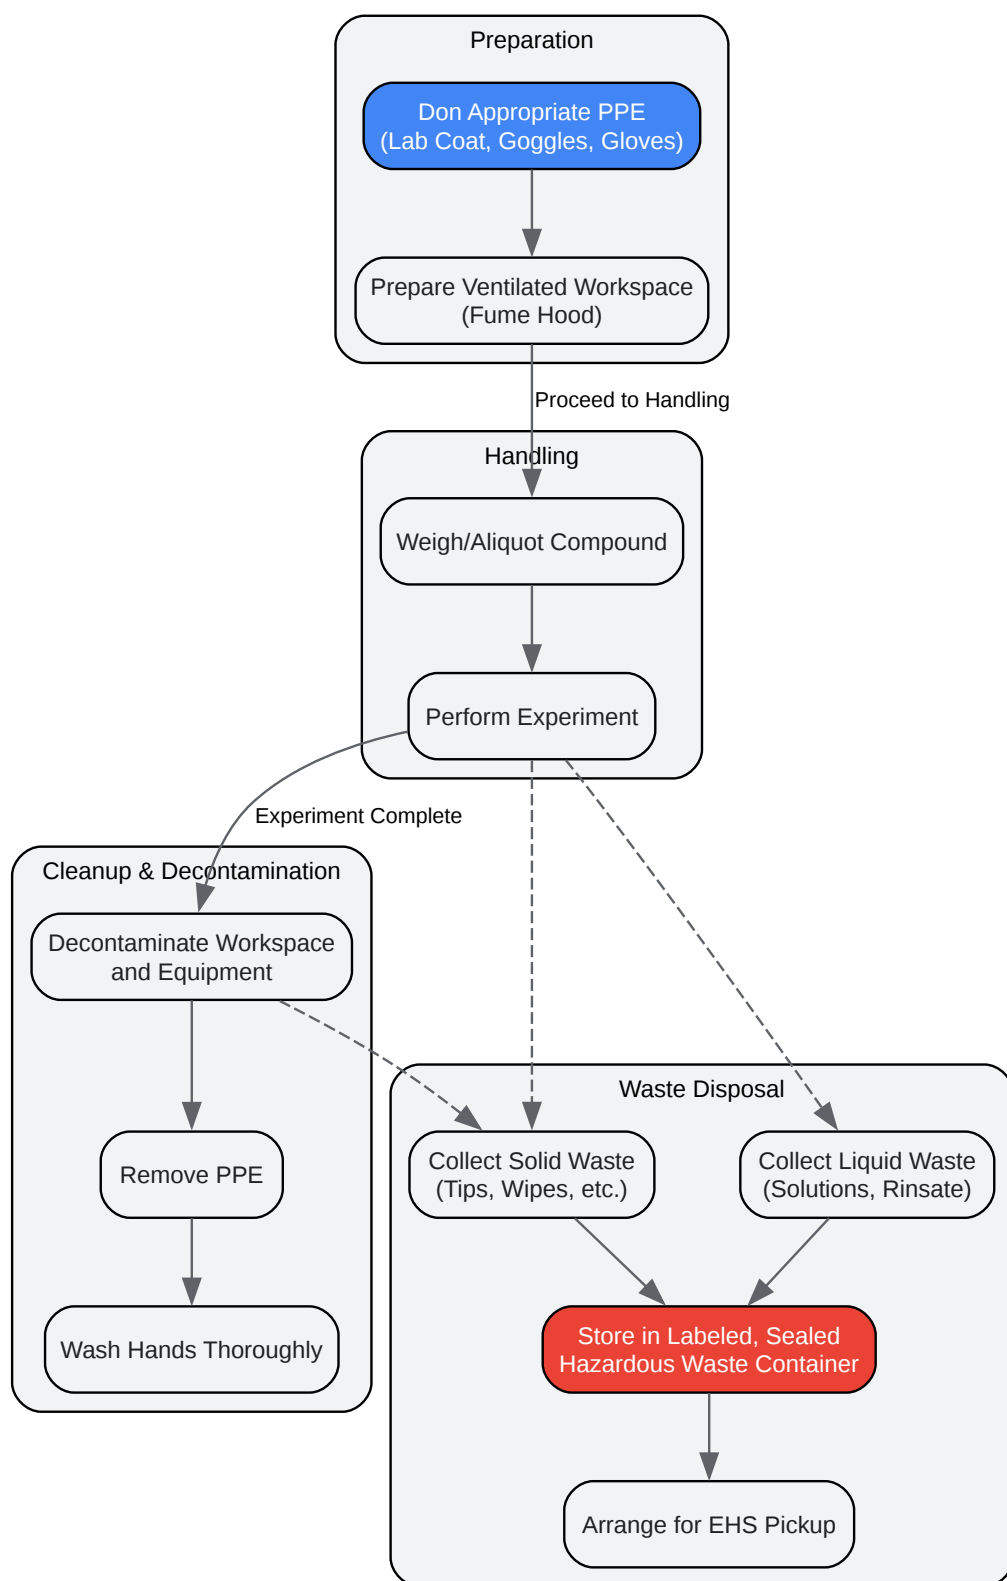 Preparation
Don Appropriate PPE
(Lab Coat, Goggles, Gloves)
Prepare Ventilated Workspace
(Fume Hood)
Proceed to Handling
Handling
Weigh/Aliquot Compound
Perform Experiment
Experiment Complete
Cleanup & Decontamination
Decontaminate Workspace
and Equipment
Remove PPE
Wash Hands Thoroughly
Waste Disposal
Collect Solid Waste
(Tips, Wipes, etc.)
Collect Liquid Waste
(Solutions, Rinsate)
Store in Labeled, Sealed
Hazardous Waste Container
Arrange for EHS Pickup